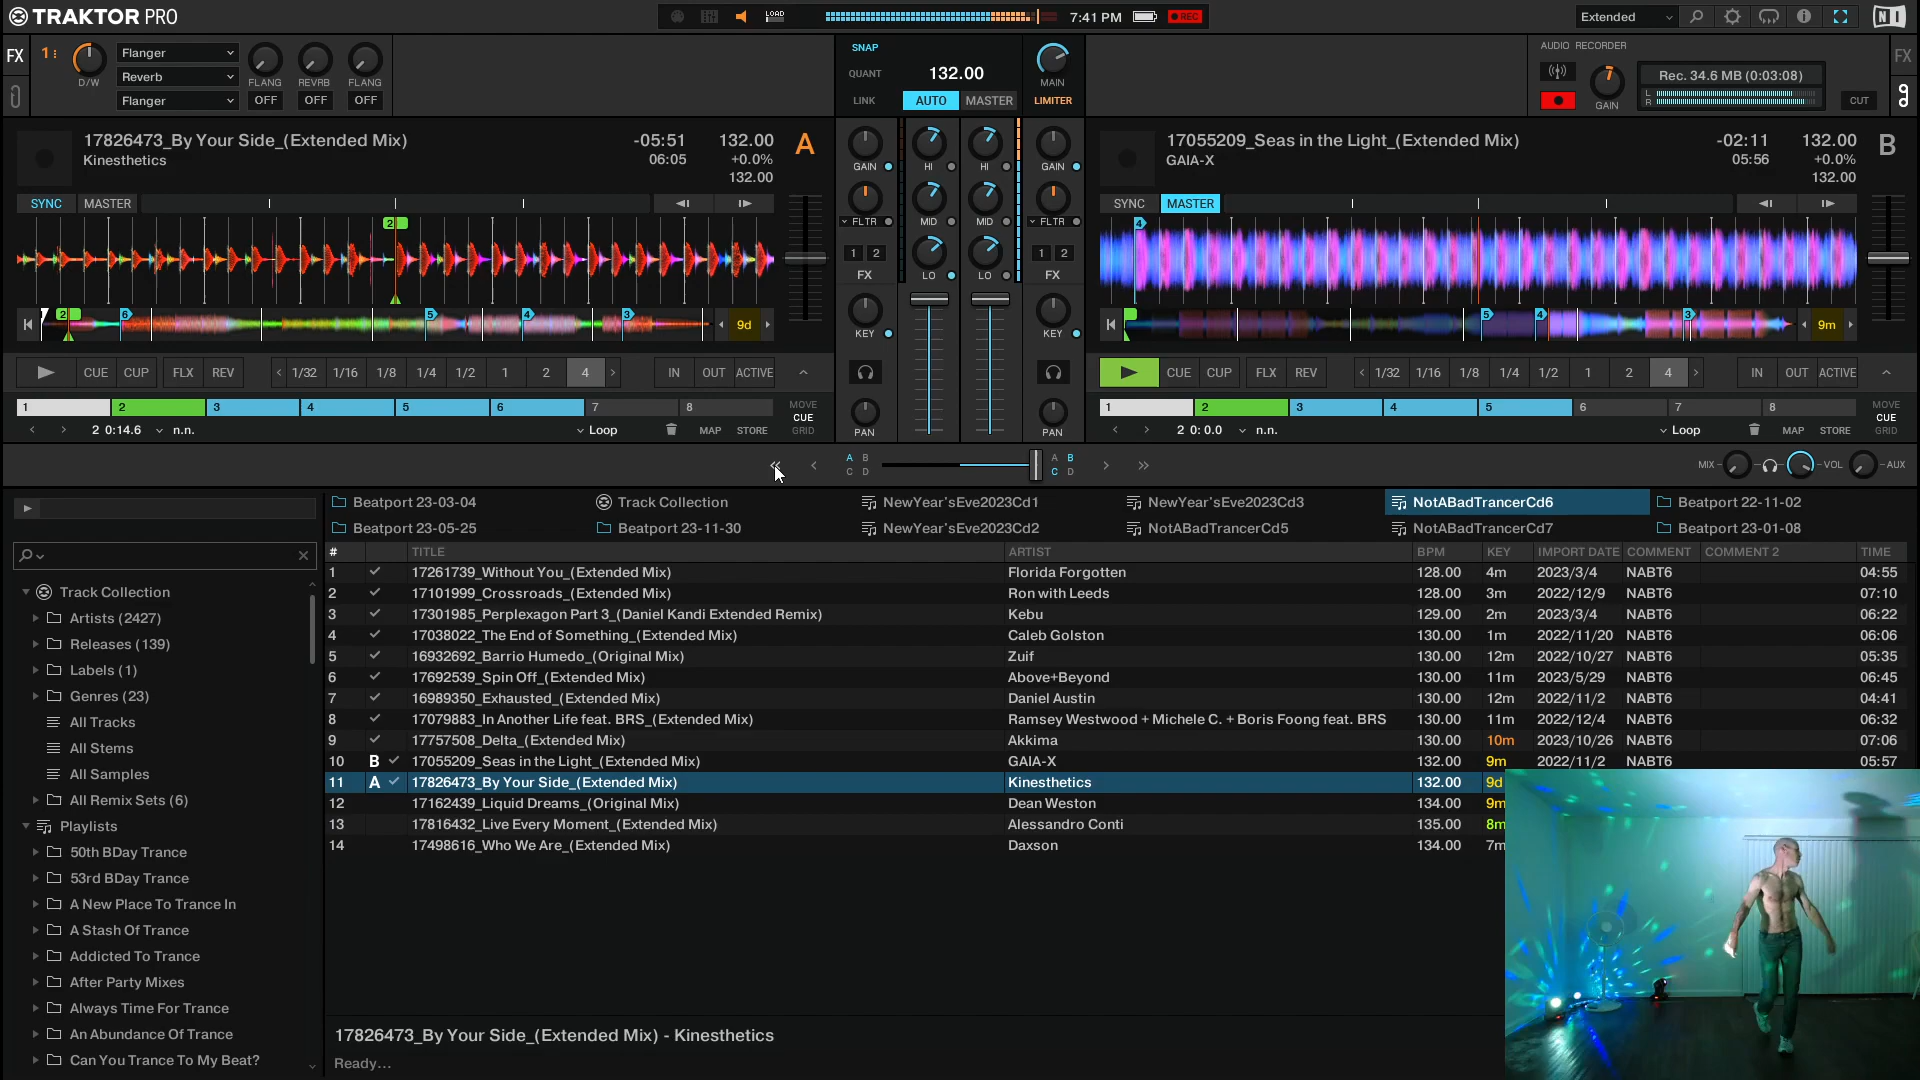 TRAKTOR PRO
LOAD
7:41 PM
REC
Extended
NI
FX
1
D/W
Flanger
Reverb
Flanger
FLANG
REVRB
FLANG
OFF
OFF
OFF
SNAP
QUANT
LINK
132.00
AUTO
MASTER
MAIN
LIMITER
AUDIO RECORDER
GAIN
Rec. 34.6 MB (0:03:08)
L
R
CUT
FX
17826473_By Your Side_(Extended Mix)
Kinesthetics
-05:51
06:05
132.00
+0.0%
132.00
A
SYNC
MASTER
2
2
6
5
4
3
9d
CUE
CUP
FLX
REV
1/32
1/16
1/8
1/4
1/2
1
2
4
IN
OUT
ACTIVE
1
2
3
4
5
6
7
8
MOVE
CUE
GRID
2 0:14.6
n.n.
Loop
MAP
STORE
GAIN
HI
HI
GAIN
FLTR
MID
MID
FLTR
1 2
FX
LO
LO
1 2
FX
KEY
KEY
PAN
PAN
17055209_Seas in the Light_(Extended Mix)
GAIA-X
-02:11
05:56
132.00
+0.0%
132.00
B
SYNC
MASTER
4
5
4
3
9m
CUE
CUP
FLX
REV
1/32
1/16
1/8
1/4
1/2
1
2
4
IN
OUT
ACTIVE
1
2
3
4
5
6
7
8
MOVE
CUE
GRID
2 0: 0.0
n.n.
Loop
MAP
STORE
A B
C D
A B
C D
MIX
VOL
AUX
Beatport 23-03-04
Track Collection
NewYear'sEve2023Cd1
NewYear'sEve2023Cd3
NotABadTrancerCd6
Beatport 22-11-02
Beatport 23-05-25
Beatport 23-11-30
NewYear'sEve2023Cd2
NotABadTrancerCd5
NotABadTrancerCd7
Beatport 23-01-08
Track Collection
Artists (2427)
Releases (139)
Labels (1)
Genres (23)
All Tracks
All Stems
All Samples
All Remix Sets (6)
Playlists
50th BDay Trance
53rd BDay Trance
A New Place To Trance In
A Stash Of Trance
Addicted To Trance
After Party Mixes
Always Time For Trance
An Abundance Of Trance
Can You Trance To My Beat?
# TITLE ARTIST BPM KEY IMPORT DATE COMMENT COMMENT 2 TIME
1 17261739_Without You_(Extended Mix) Florida Forgotten 128.00 4m 2023/3/4 NABT6 04:55
2 17101999_Crossroads_(Extended Mix) Ron with Leeds 128.00 3m 2022/12/9 NABT6 07:10
3 17301985_Perplexagon Part 3_(Daniel Kandi Extended Remix) Kebu 129.00 2m 2023/3/4 NABT6 06:22
4 17038022_The End of Something_(Extended Mix) Caleb Golston 130.00 1m 2022/11/20 NABT6 06:06
5 16932692_Barrio Humedo_(Original Mix) Zuif 130.00 12m 2022/10/27 NABT6 05:35
6 17692539_Spin Off_(Extended Mix) Above+Beyond 130.00 11m 2023/5/29 NABT6 06:45
7 16989350_Exhausted_(Extended Mix) Daniel Austin 130.00 12m 2022/11/2 NABT6 04:41
8 17079883_In Another Life feat. BRS_(Extended Mix) Ramsey Westwood + Michele C. + Boris Foong feat. BRS 130.00 11m 2022/12/4 NABT6 06:32
9 17757508_Delta_(Extended Mix) Akkima 130.00 10m 2023/10/26 NABT6 07:06
10 B 17055209_Seas in the Light_(Extended Mix) GAIA-X 132.00 9m 2022/11/2 NABT6 05:57
11 A 17826473_By Your Side_(Extended Mix) Kinesthetics 132.00 9d
12 17162439_Liquid Dreams_(Original Mix) Dean Weston 134.00 9m
13 17816432_Live Every Moment_(Extended Mix) Alessandro Conti 135.00 8m
14 17498616_Who We Are_(Extended Mix) Daxson 134.00 7m
17826473_By Your Side_(Extended Mix) - Kinesthetics
Ready...